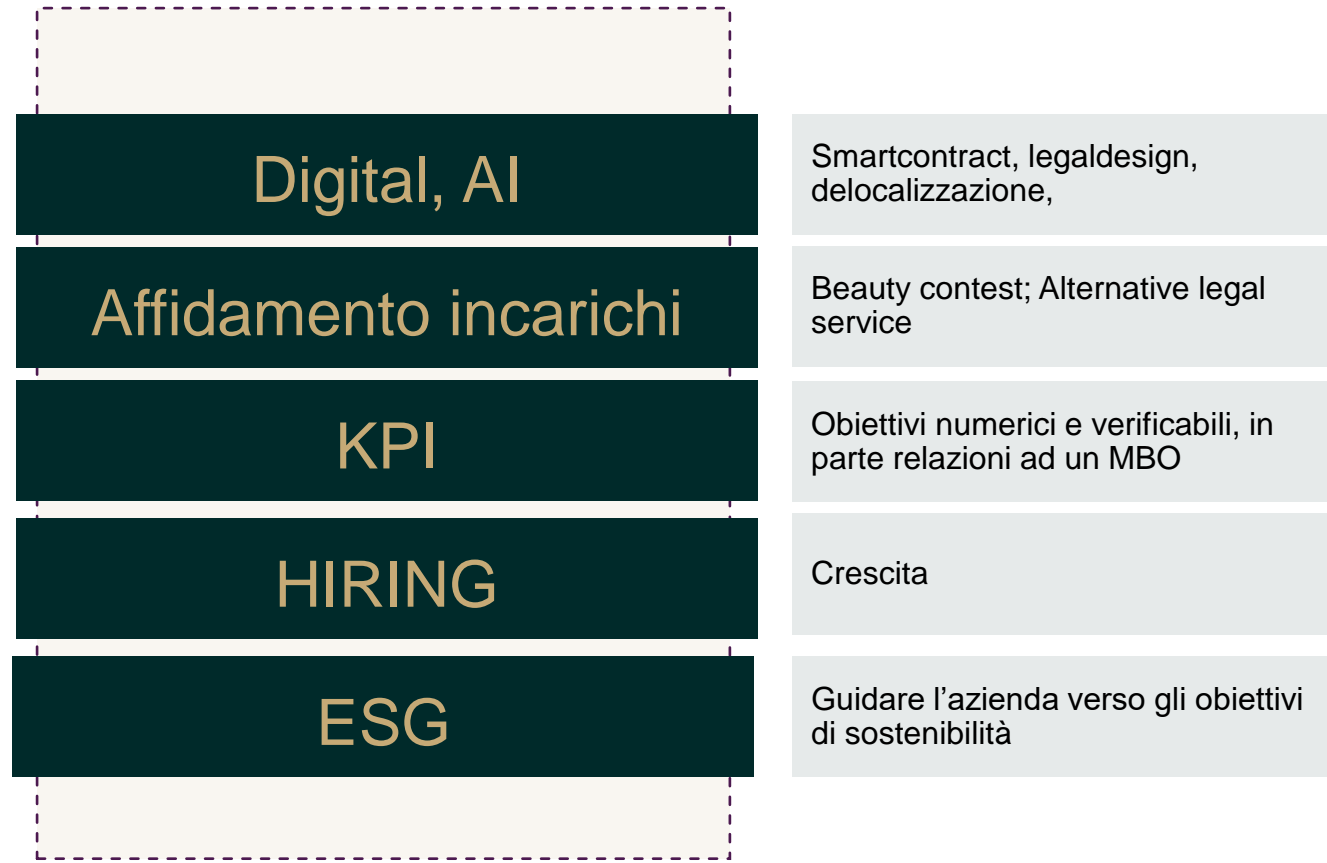 Digital, AI
Smartcontract, legaldesign,
delocalizzazione,
Affidamento incarichi
Beauty contest; Alternative legal
service
KPI
Obiettivi numerici e verificabili, in
parte relazioni ad un MBO
HIRING
Crescita
ESG
Guidare l’azienda verso gli obiettivi
di sostenibilità